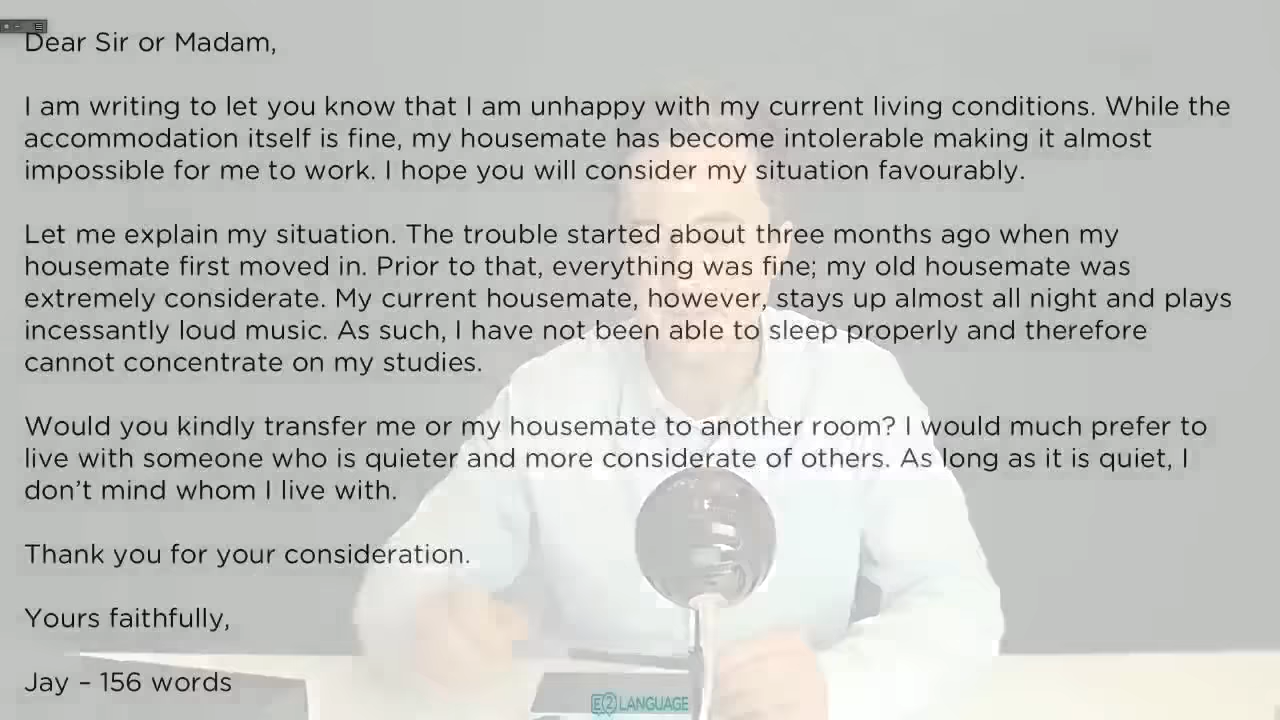 Dear Sir or Madam,
I am writing to let you know that I am unhappy with my current living conditions. While the
accommodation itself is fine, my housemate has become intolerable making it almost
impossible for me to work. I hope you will consider my situation favourably.
Let me explain my situation. The trouble started about three months ago when my
housemate first moved in. Prior to that, everything was fine; my old housemate was
extremely considerate. My current housemate, however, stays up almost all night and plays
incessantly loud music. As such, I have not been able to sleep properly and therefore
cannot concentrate on my studies.
Would you kindly transfer me or my housemate to another room? I would much prefer to
live with someone who is quieter and more considerate of others. As long as it is quiet, I
don't mind whom I live with.
Thank you for your consideration.
Yours faithfully,
Jay – 156 words
E2 LANGUAGE